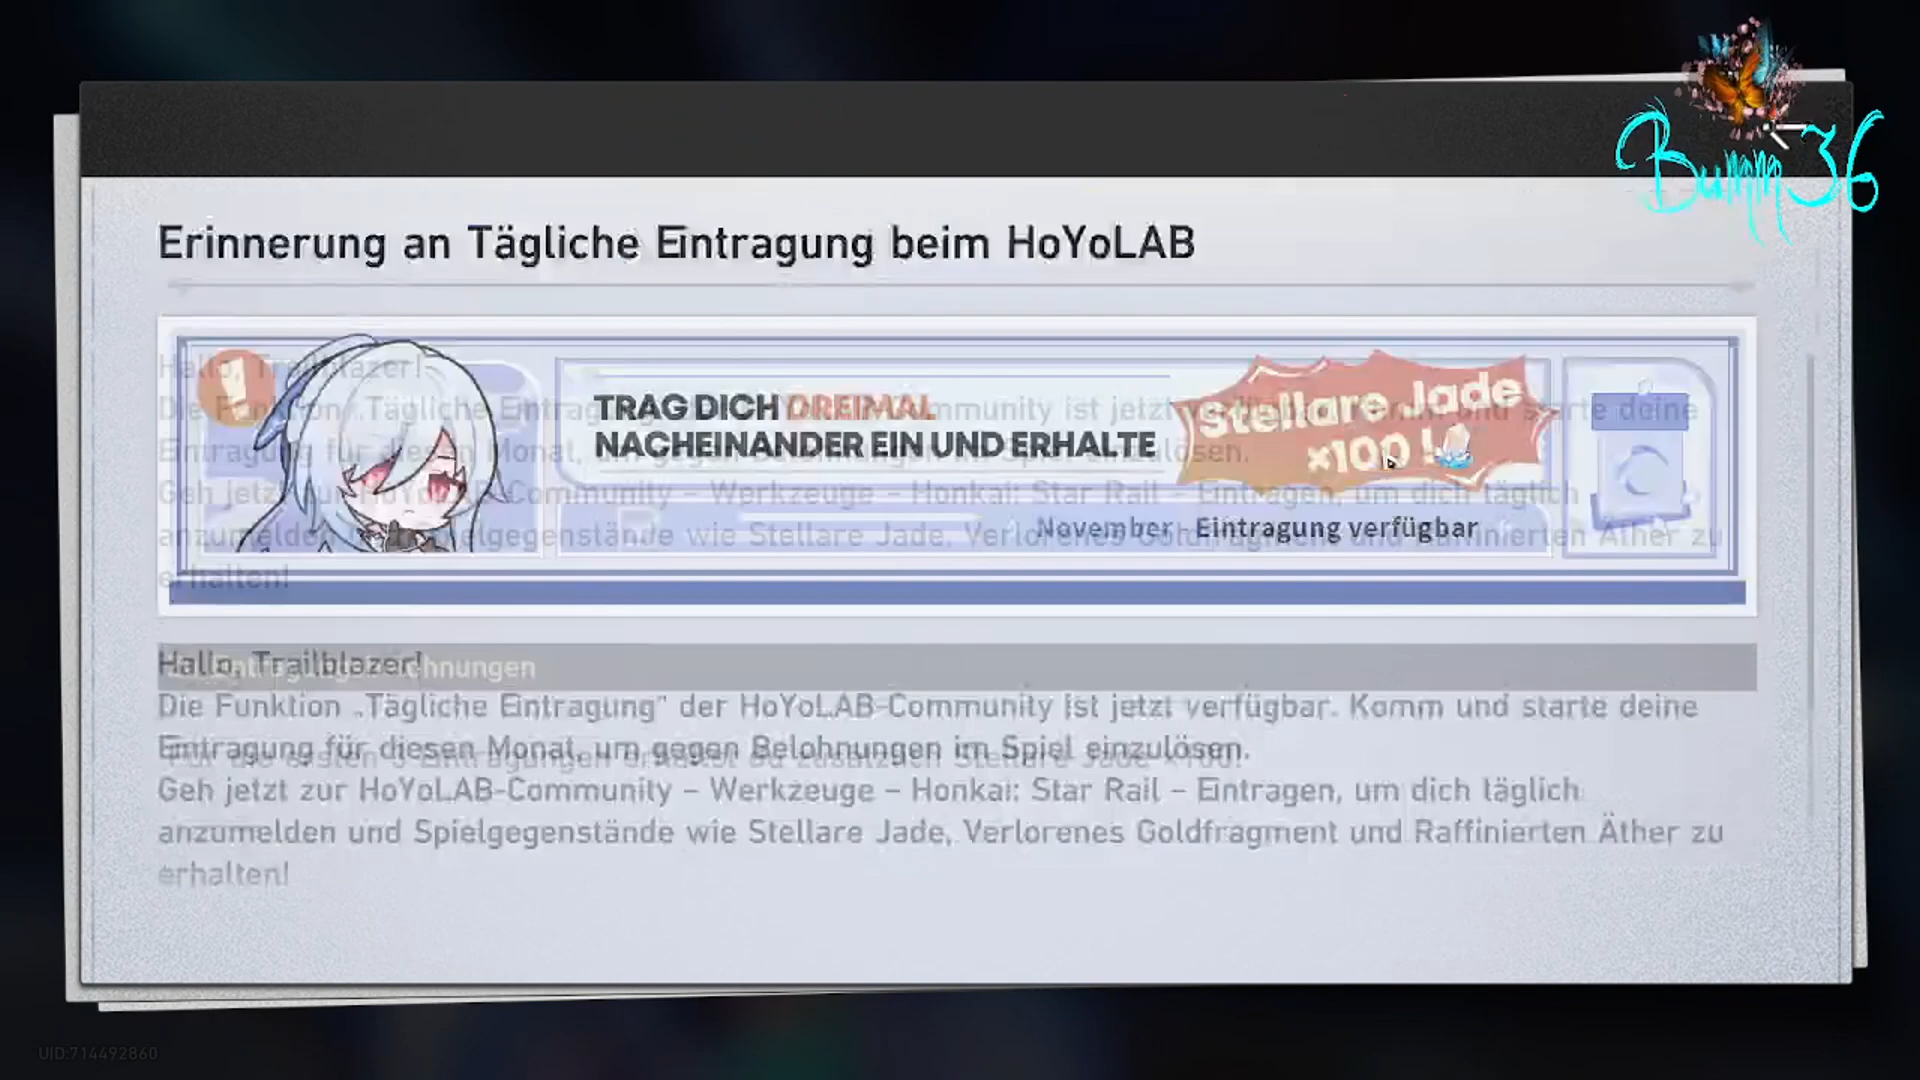 Bumm36
Erinnerung an Tägliche Eintragung beim HoYoLAB
TRAG DICH DREIMAL
NACHEINANDER EIN UND ERHALTE
Stellare Jade
×100
November Eintragung verfügbar
Hallo, Trailblazer!
Die Funktion „Tägliche Eintragung“ der HoYoLAB-Community ist jetzt verfügbar. Komm und starte deine
Eintragung für diesen Monat, um gegen Belohnungen im Spiel einzulösen.
Geh jetzt zur HoYoLAB-Community – Werkzeuge – Honkai: Star Rail – Eintragen, um dich täglich
anzumelden und Spielgegenstände wie Stellare Jade, Verlorenes Goldfragment und Raffinierten Äther zu
erhalten!
UID:714492860